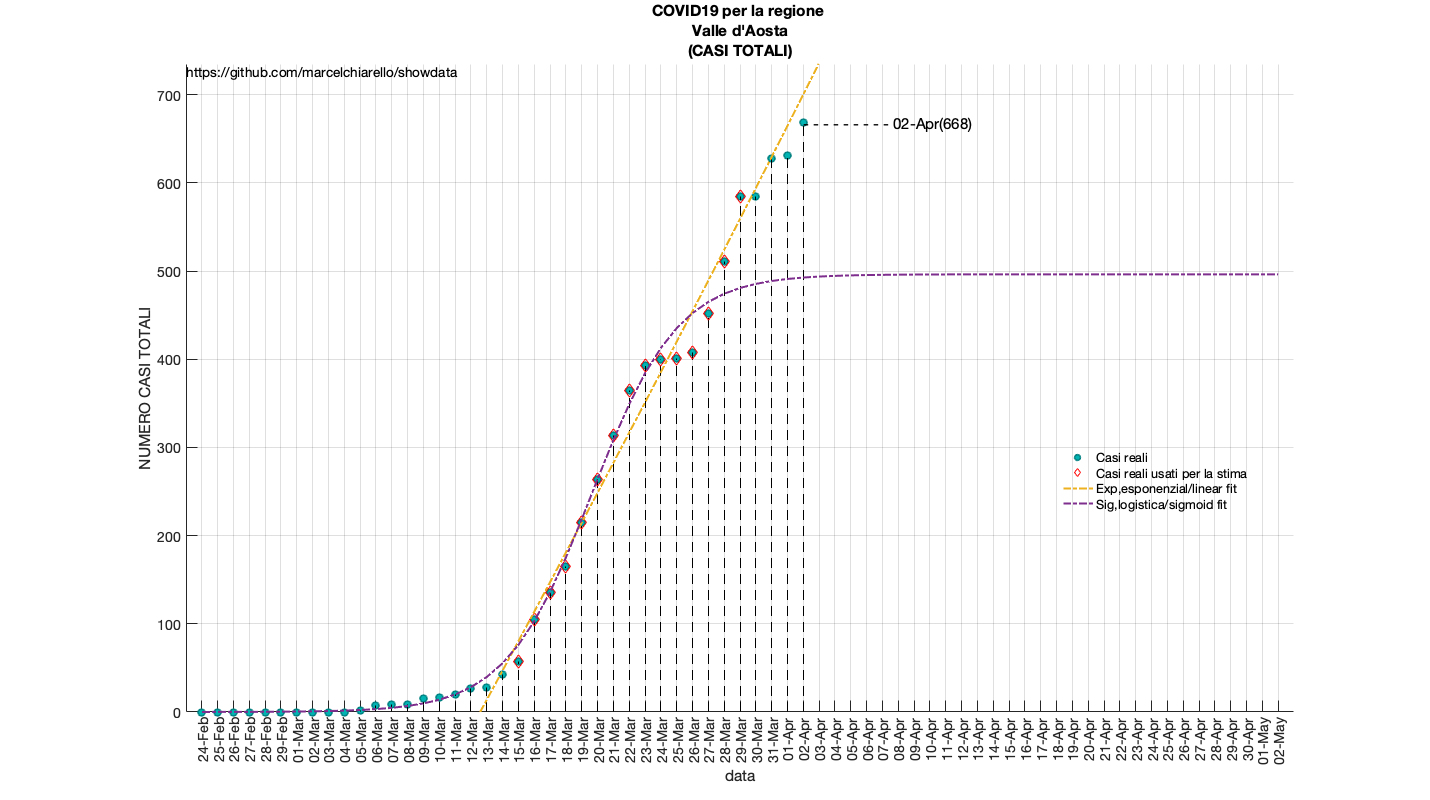 COVID19 per la regione
Valle d'Aosta
(CASI TOTALI)
https://github.com/marcelchiarello/showdata
700
600
500
400
300
200
100
0
NUMERO CASI TOTALI
02-Apr(668)
Casi reali
Casi reali usati per la stima
Exp,esponenzial/linear fit
Sig,logistica/sigmoid fit
24-Feb
25-Feb
26-Feb
27-Feb
28-Feb
29-Feb
01-Mar
02-Mar
03-Mar
04-Mar
05-Mar
06-Mar
07-Mar
08-Mar
09-Mar
10-Mar
11-Mar
12-Mar
13-Mar
14-Mar
15-Mar
16-Mar
17-Mar
18-Mar
19-Mar
20-Mar
21-Mar
22-Mar
23-Mar
24-Mar
25-Mar
26-Mar
27-Mar
28-Mar
29-Mar
30-Mar
31-Mar
01-Apr
02-Apr
03-Apr
04-Apr
05-Apr
06-Apr
07-Apr
08-Apr
09-Apr
10-Apr
11-Apr
12-Apr
13-Apr
14-Apr
15-Apr
16-Apr
17-Apr
18-Apr
19-Apr
20-Apr
21-Apr
22-Apr
23-Apr
24-Apr
25-Apr
26-Apr
27-Apr
28-Apr
29-Apr
30-Apr
01-May
02-May
data